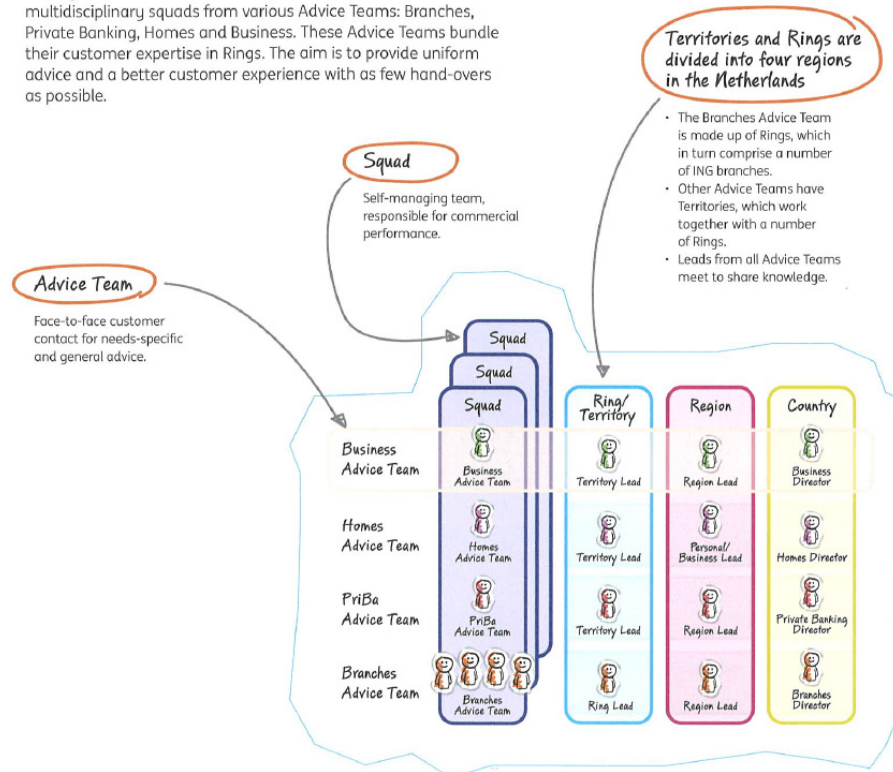 multidisciplinary squads from various Advice Teams: Branches,
Private Banking, Homes and Business. These Advice Teams bundle
their customer expertise in Rings. The aim is to provide uniform
advice and a better customer experience with as few hand-overs
as possible.
Territories and Rings are
divided into four regions
in the Netherlands
• The Branches Advice Team
is made up of Rings, which
in turn comprise a number
of ING branches.
• Other Advice Teams have
Territories, which work
together with a number
of Rings.
• Leads from all Advice Teams
meet to share knowledge.
Squad
Self-managing team,
responsible for commercial
performance.
Advice Team
Face-to-face customer
contact for needs-specific
and general advice.
Squad
Squad
Squad
Ring/
Territory
Region
Country
Business
Advice Team
Business
Advice Team
Territory Lead
Region Lead
Business
Director
Homes
Advice Team
Homes
Advice Team
Territory Lead
Personal/
Business Lead
Homes Director
PriBa
Advice Team
PriBa
Advice Team
Territory Lead
Region Lead
Private Banking
Director
Branches
Advice Team
Branches
Advice Team
Ring Lead
Region Lead
Branches
Director